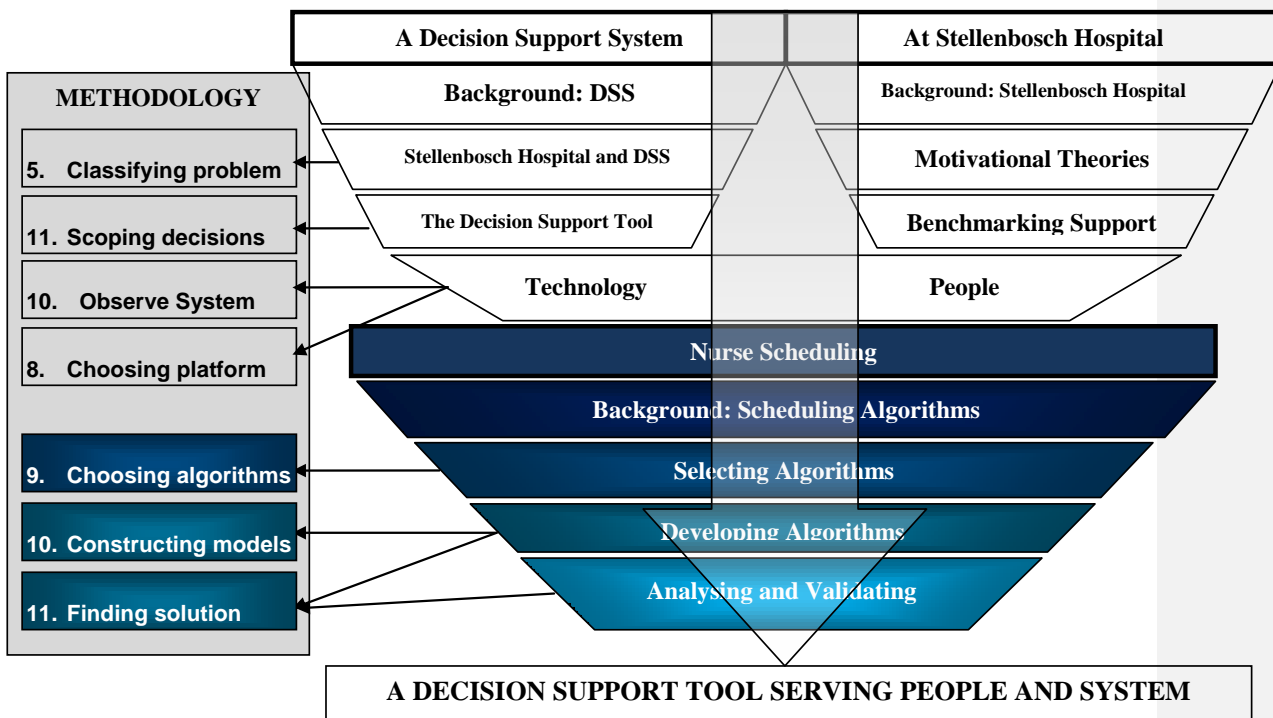 A Decision Support System
At Stellenbosch Hospital
METHODOLOGY
Background: DSS
Background: Stellenbosch Hospital
5. Classifying problem
Stellenbosch Hospital and DSS
Motivational Theories
11. Scoping decisions
The Decision Support Tool
Benchmarking Support
10. Observe System
Technology
People
8. Choosing platform
Nurse Scheduling
Background: Scheduling Algorithms
9. Choosing algorithms
Selecting Algorithms
10. Constructing models
Developing Algorithms
11. Finding solution
Analysing and Validating
A DECISION SUPPORT TOOL SERVING PEOPLE AND SYSTEM